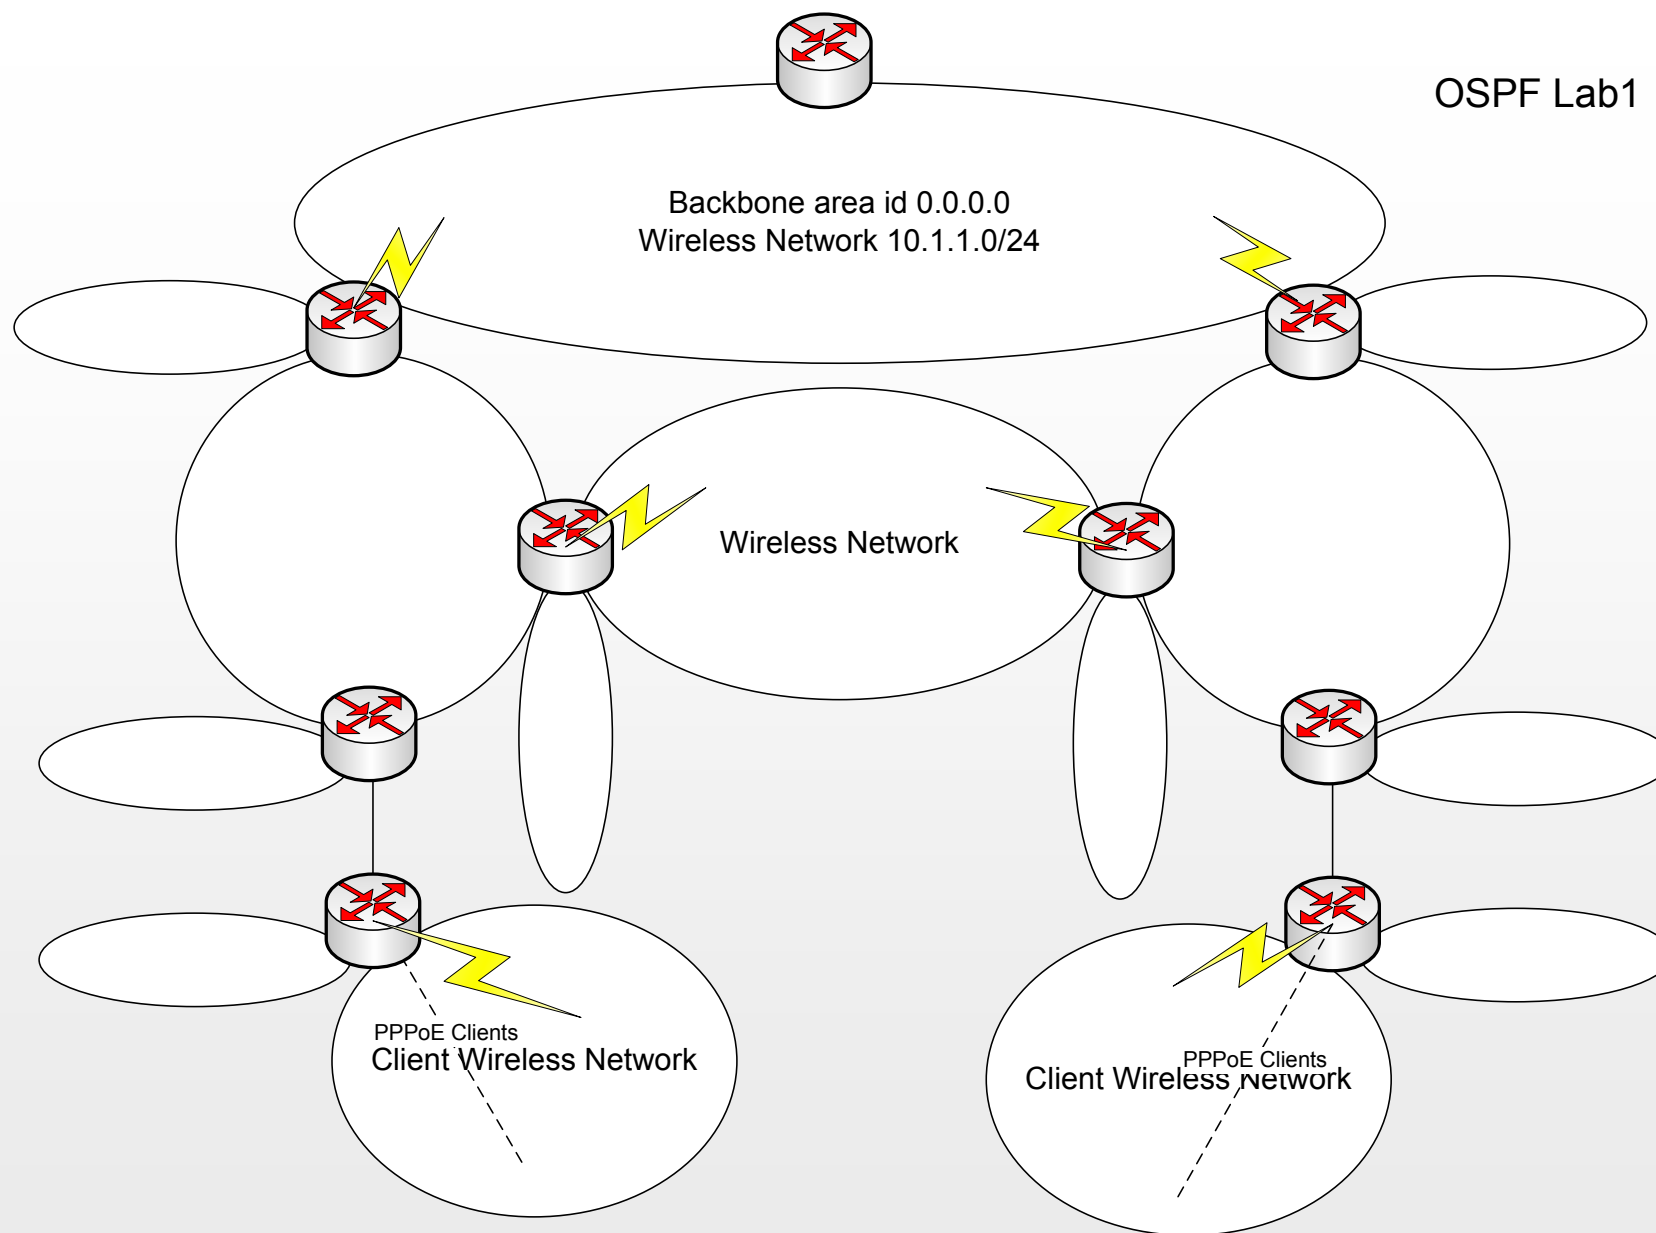 OSPF Lab1
Backbone area id 0.0.0.0
Wireless Network 10.1.1.0/24
Wireless Network
PPPoE Clients
Client Wireless Network
PPPoE Clients
Client Wireless Network